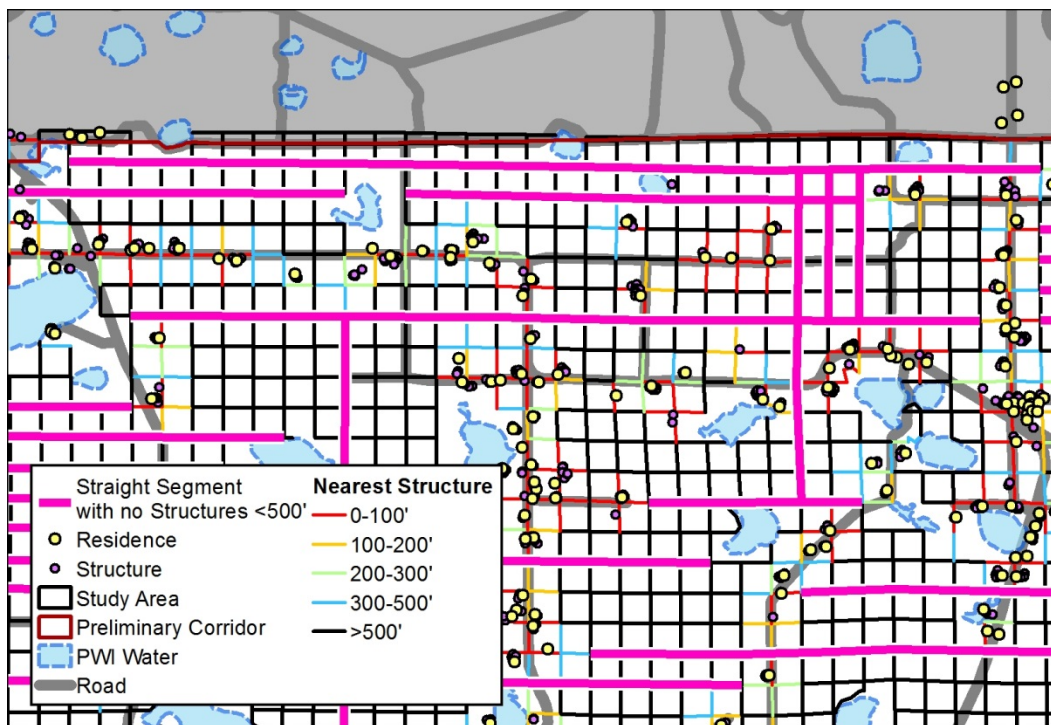 Straight Segment
with no Structures <500'
Residence
Structure
Study Area
Preliminary Corridor
PWI Water
Road
Nearest Structure
0-100'
100-200'
200-300'
300-500'
>500'